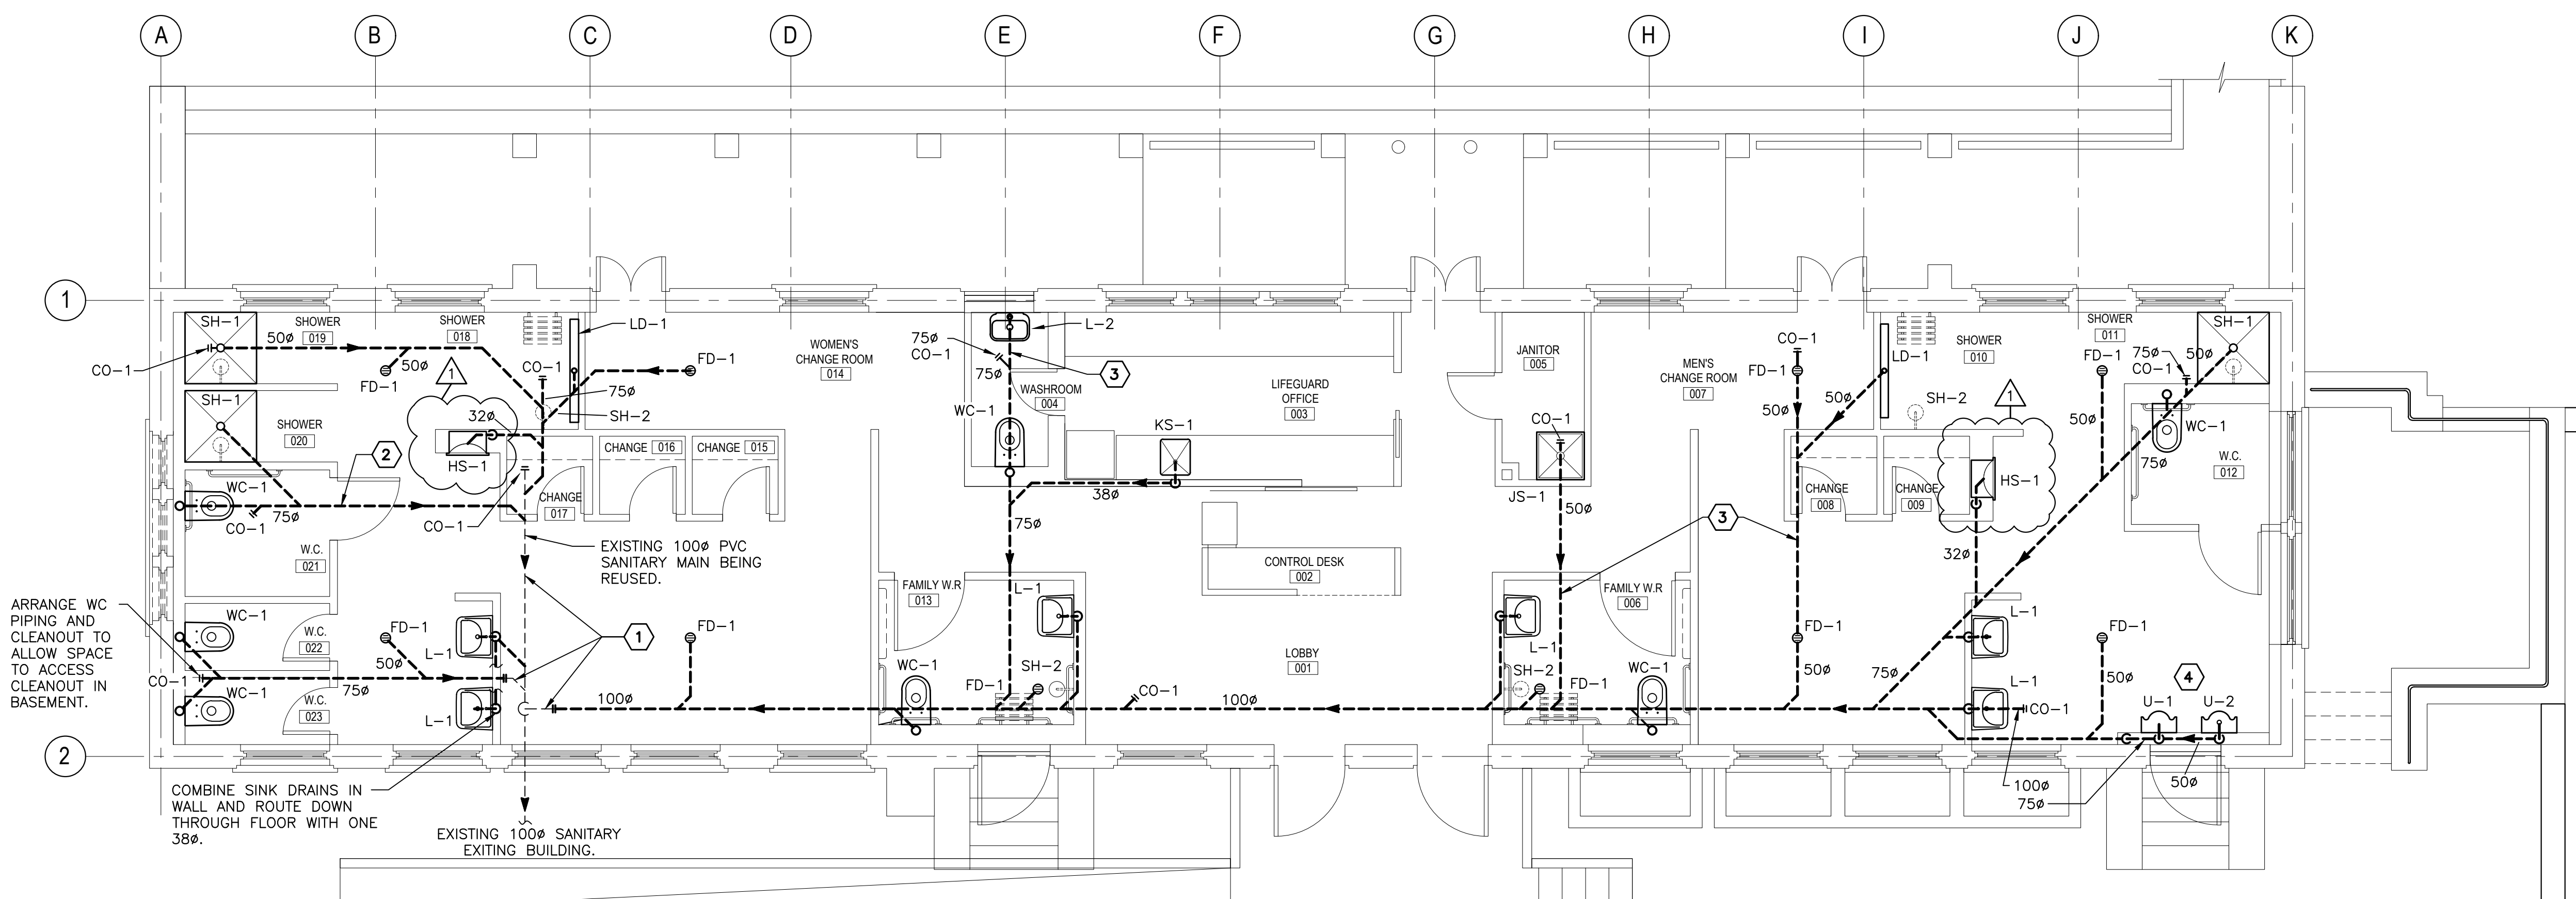 A
B
C
D
E
F
G
H
I
J
K
1
SH-1
SHOWER
019
50ø
SHOWER
018
LD-1
CO-1
50ø
FD-1
1
CO-1
75ø
FD-1
SH-2
32ø
HS-1
SH-1
SHOWER
020
2
WC-1
CO-1
75ø
CO-1
CHANGE
017
CHANGE 016
CHANGE 015
WOMEN'S
CHANGE ROOM
014
EXISTING 100ø PVC
SANITARY MAIN BEING
REUSED.
W.C.
021
ARRANGE WC
PIPING AND
CLEANOUT TO
ALLOW SPACE
TO ACCESS
CLEANOUT IN
BASEMENT.
WC-1
W.C.
022
FD-1
50ø
L-1
1
FD-1
CO-1
75ø
WC-1
W.C.
023
L-1
100ø
COMBINE SINK DRAINS IN
WALL AND ROUTE DOWN
THROUGH FLOOR WITH ONE
38ø.
EXISTING 100ø SANITARY
EXITING BUILDING.
L-2
75ø
CO-1
75ø
3
WASHROOM
004
WC-1
LIFEGUARD
OFFICE
003
KS-1
38ø
75ø
CONTROL DESK
002
FAMILY W.R
013
L-1
WC-1
FD-1
SH-2
CO-1
100ø
LOBBY
001
JANITOR
005
CO-1
JS-1
50ø
3
FAMILY W.R
006
L-1
SH-2
FD-1
WC-1
MEN'S
CHANGE ROOM
007
CO-1
FD-1
50ø
50ø
LD-1
SHOWER
010
SH-2
1
HS-1
CHANGE
008
CHANGE
009
32ø
FD-1
50ø
SHOWER
011
FD-1
50ø
75ø
CO-1
50ø
SH-1
WC-1
75ø
W.C.
012
L-1
75ø
L-1
CO-1
FD-1
50ø
4
U-1
U-2
100ø
75ø
50ø
2